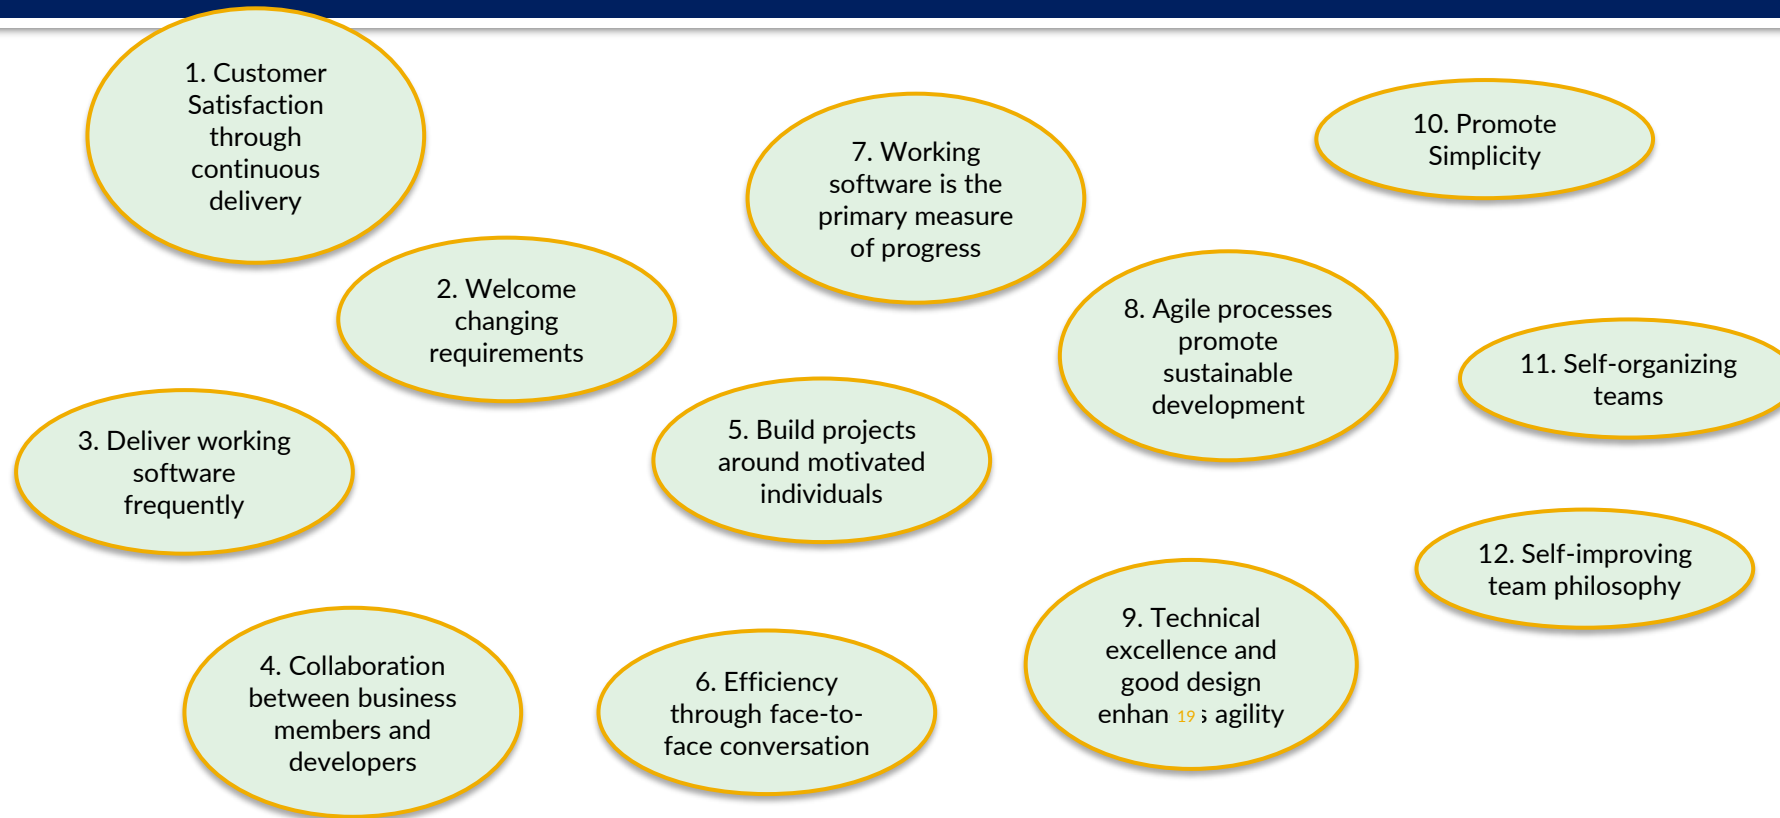 1. Customer
Satisfaction
through
continuous
delivery
2. Welcome
changing
requirements
3. Deliver working
software
frequently
4. Collaboration
between business
members and
developers
5. Build projects
around motivated
individuals
6. Efficiency
through face-to-
face conversation
7. Working
software is the
primary measure
of progress
8. Agile processes
promote
sustainable
development
9. Technical
excellence and
good design
enhan 19 s agility
10. Promote
Simplicity
11. Self-organizing
teams
12. Self-improving
team philosophy